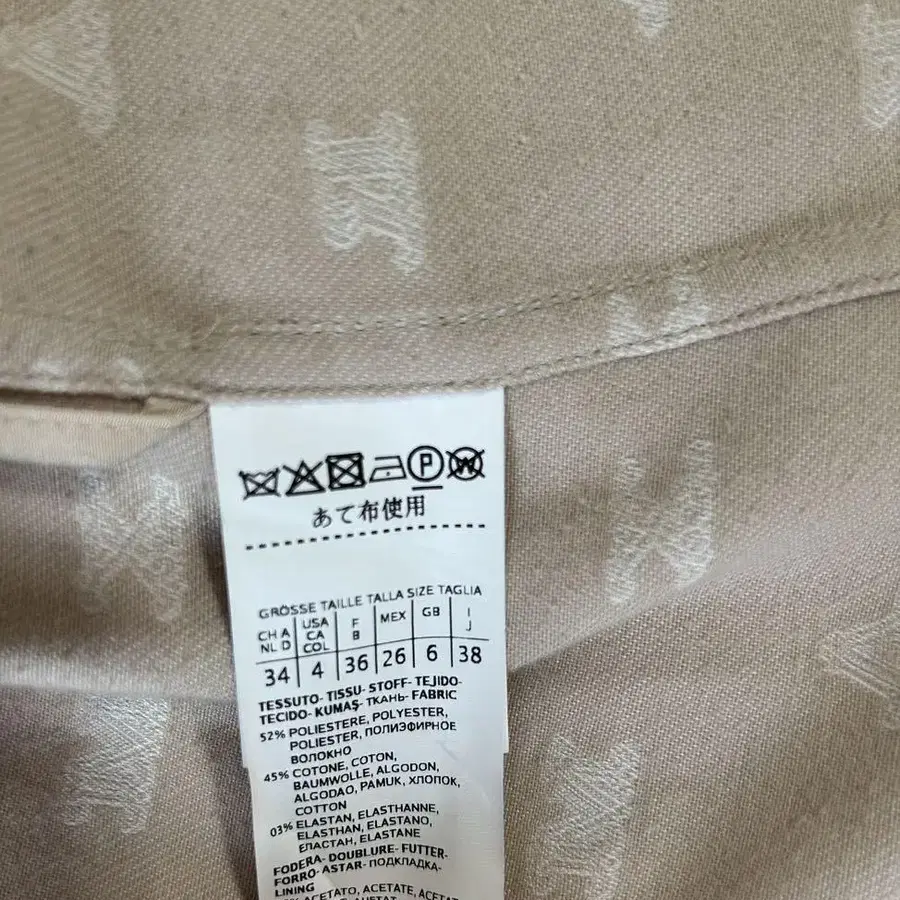 P W
あて布使用
GRÖSSE TAILLE TALLA SIZE TAGLIA
CH A NL D USA CA COL F B MEX GB I J
34 4 36 26 6 38
TESSUTO- TISSU- STOFF- TEJIDO-
TECIDO- KUMAŞ- ТКАНЬ- FABRIC
52% POLIESTERE, POLYESTER,
POLIESTER, ПОЛИЭФИРНОЕ
ВОЛОКНО
45% COTONE, COTON,
BAUMWOLLE, ALGODON,
ALGODAO, PAMUK, ХЛОПОК,
COTTON
03% ELASTAN, ELASTHANNE,
ELASTHAN, ELASTANO,
ЕЛАСТАН, ELASTANE
FODERA- DOUBLURE- FUTTER-
FORRO- ASTAR- ПОДКЛАДКА-
LINING
ACETATO, ACETATE,